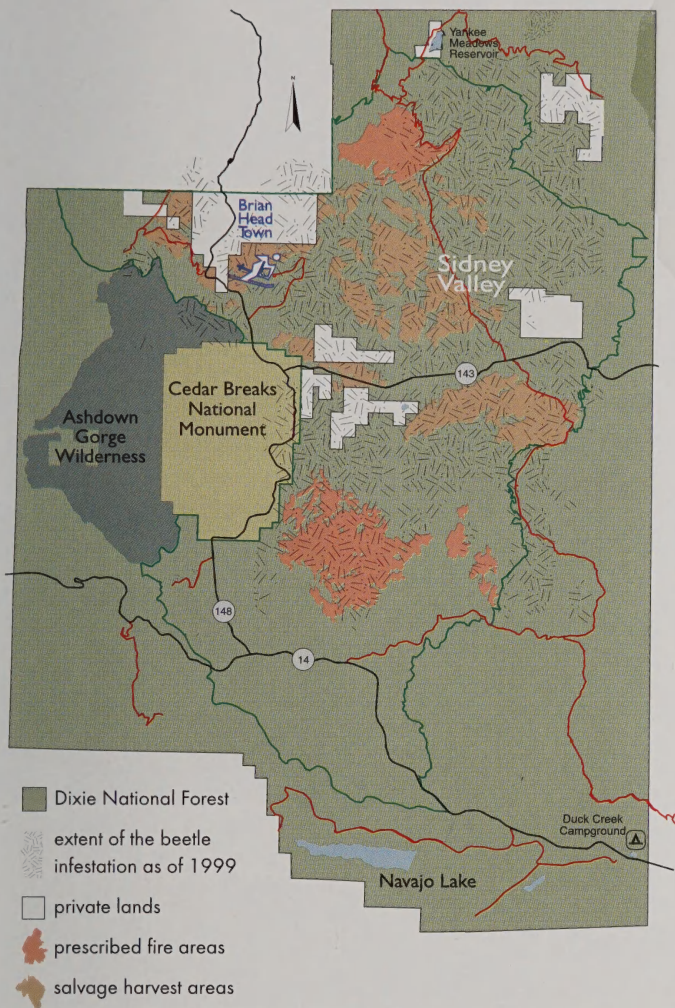 Yankee
Meadows
Reservoir
N
Brian
Head
Town
Sidney
Valley
143
Cedar Breaks
National
Monument
Ashdown
Gorge
Wilderness
148
14
Duck Creek
Campground
Navajo Lake
Dixie National Forest
extent of the beetle
infestation as of 1999
private lands
prescribed fire areas
salvage harvest areas